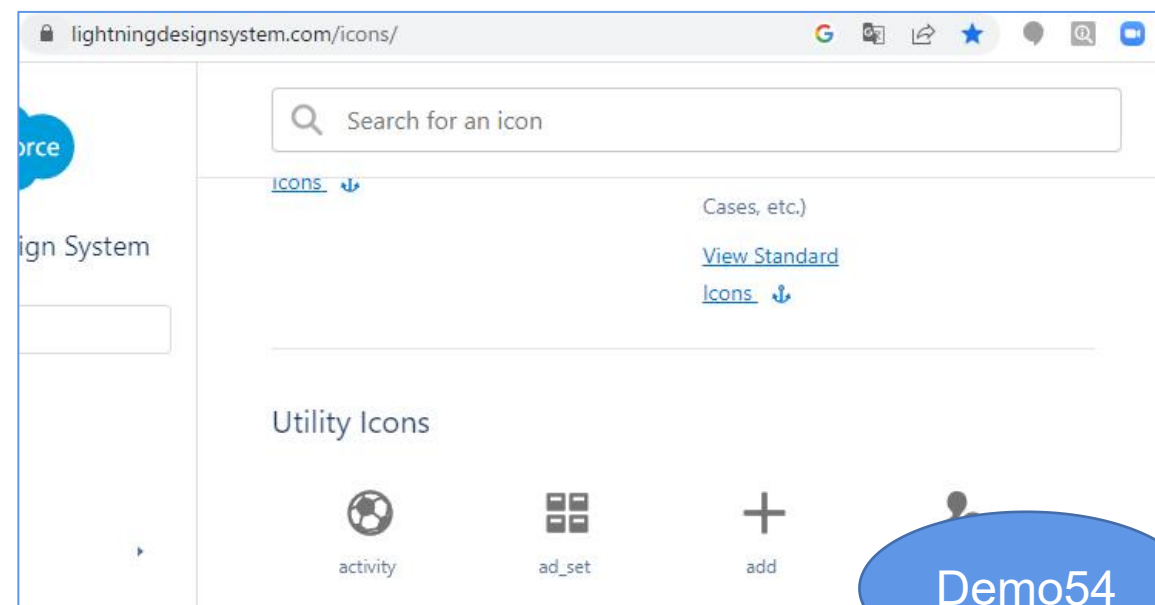 lightningdesignsystem.com/icons/
Search for an icon
orce
Icons
Cases, etc.)
ign System
View Standard
Icons
Utility Icons
activity
ad_set
add
Demo54